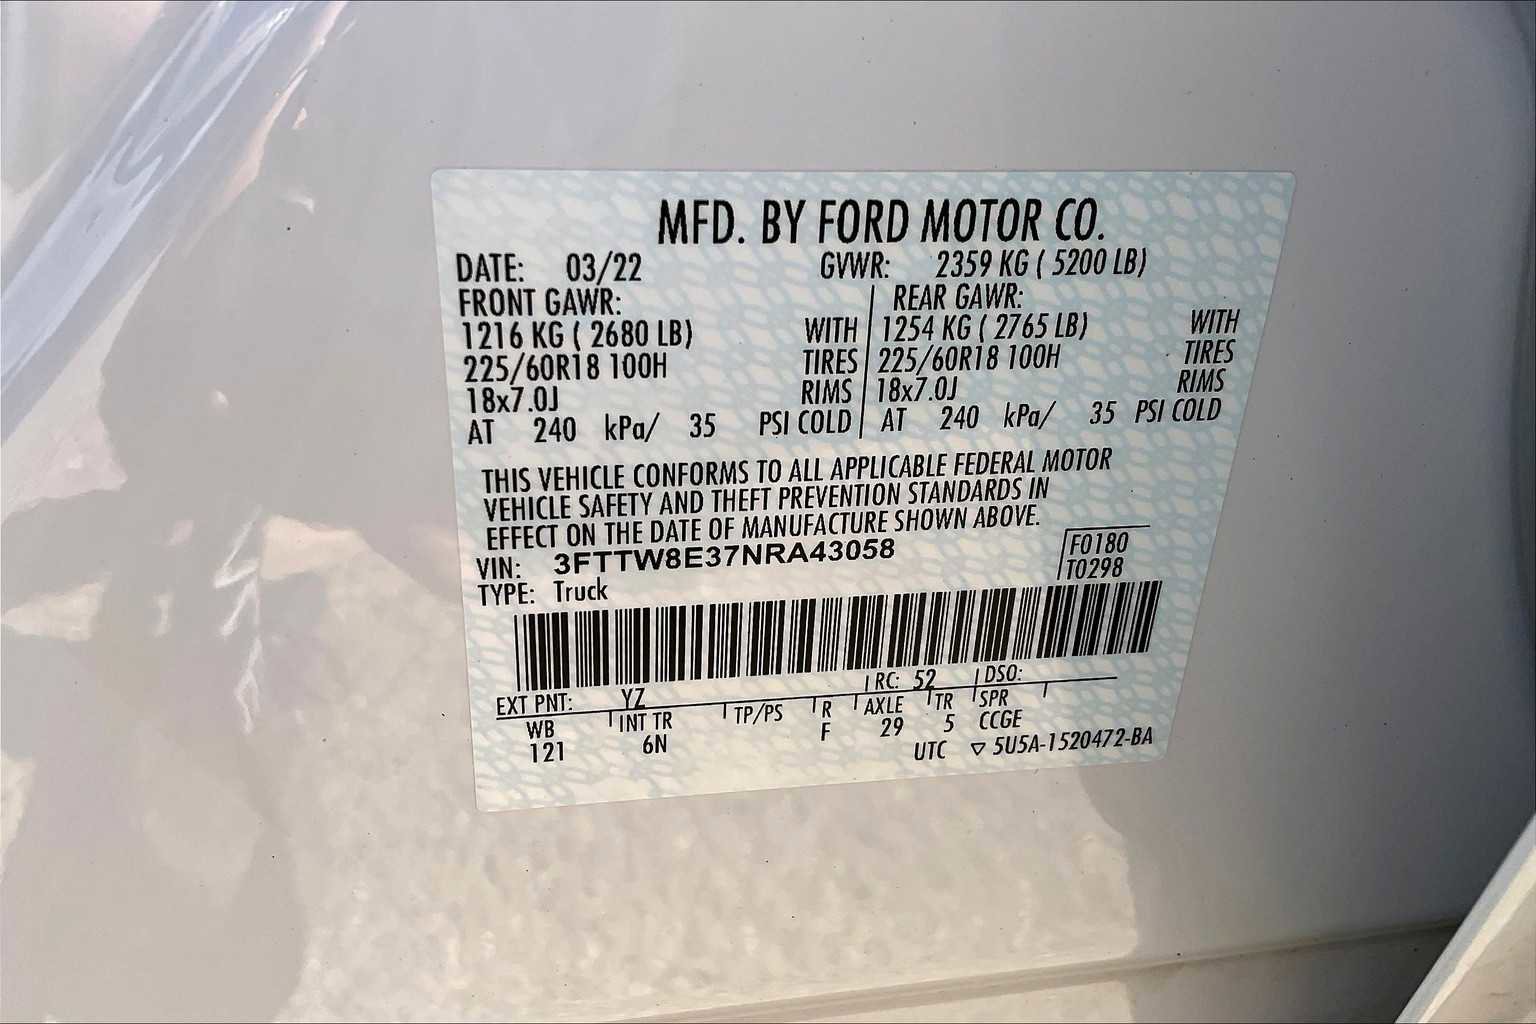 MFD. BY FORD MOTOR CO.
DATE: 03/22 GVWR: 2359 KG ( 5200 LB)
FRONT GAWR: REAR GAWR:
1216 KG ( 2680 LB) WITH 1254 KG ( 2765 LB) WITH
225/60R18 100H TIRES 225/60R18 100H TIRES
18x7.0J RIMS 18x7.0J RIMS
AT 240 kPa/ 35 PSI COLD AT 240 kPa/ 35 PSI COLD
THIS VEHICLE CONFORMS TO ALL APPLICABLE FEDERAL MOTOR
VEHICLE SAFETY AND THEFT PREVENTION STANDARDS IN
EFFECT ON THE DATE OF MANUFACTURE SHOWN ABOVE.
VIN: 3FTTW8E37NRA43058 F0180
TYPE: Truck T0298
EXT PNT: YZ RC: 52 DSO:
WB INT TR TP/PS R AXLE TR SPR
121 6N F 29 5 CCGE
UTC ▽ 5U5A-1520472-BA